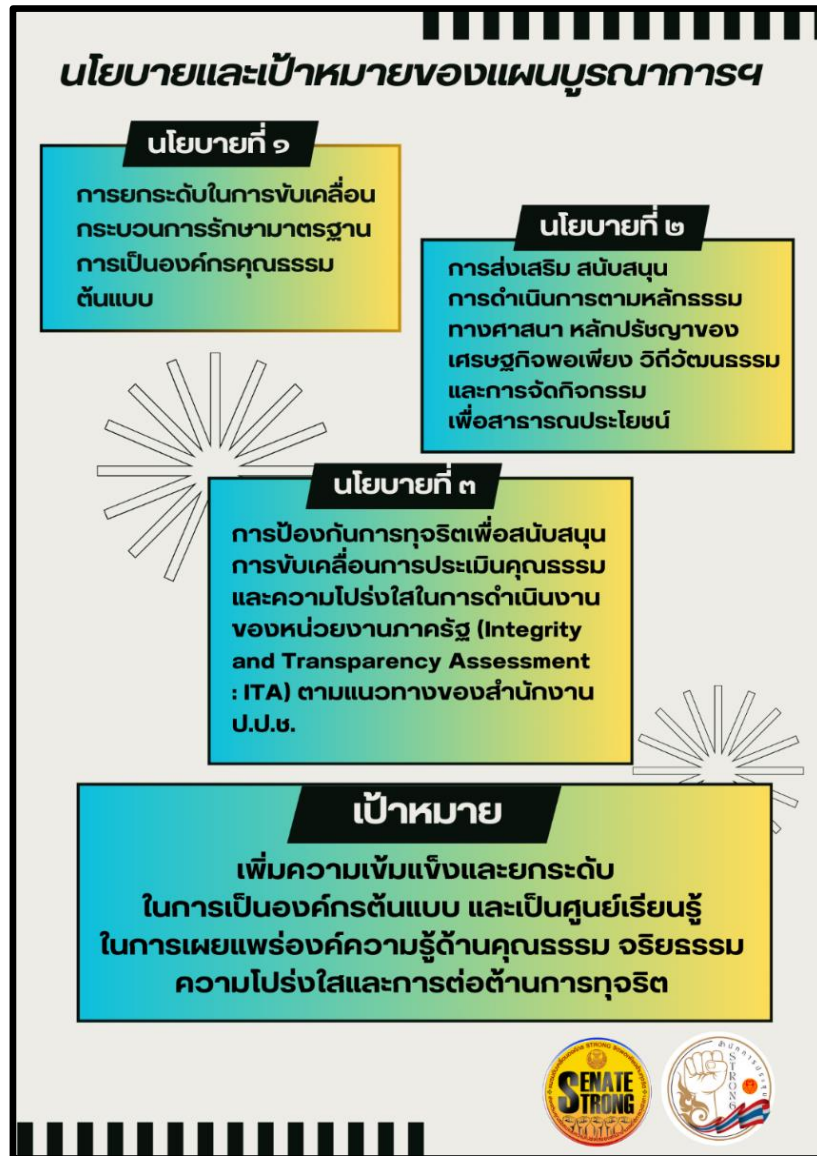 นโยบายและเป้าหมายของแผนบูรณาการฯ
นโยบายที่ ๑
การยกระดับในการขับเคลื่อน
กระบวนการรักษามาตรฐาน
การเป็นองค์กรคุณธรรม
ต้นแบบ
นโยบายที่ ๒
การส่งเสริม สนับสนุน
การดำเนินการตามหลักธรรม
ทางศาสนา หลักปรัชญาของ
เศรษฐกิจพอเพียง วิถีวัฒนธรรม
และการจัดกิจกรรม
เพื่อสาธารณประโยชน์
นโยบายที่ ๓
การป้องกันการทุจริตเพื่อสนับสนุน
การขับเคลื่อนการประเมินคุณธรรม
และความโปร่งใสในการดำเนินงาน
ของหน่วยงานภาครัฐ (Integrity
and Transparency Assessment
: ITA) ตามแนวทางของสำนักงาน
ป.ป.ช.
เป้าหมาย
เพิ่มความเข้มแข็งและยกระดับ
ในการเป็นองค์กรต้นแบบ และเป็นศูนย์เรียนรู้
ในการเผยแพร่องค์ความรู้ด้านคุณธรรม จริยธรรม
ความโปร่งใสและการต่อต้านการทุจริต
SENATE
STRONG
สำนักการประชุม
STRONG